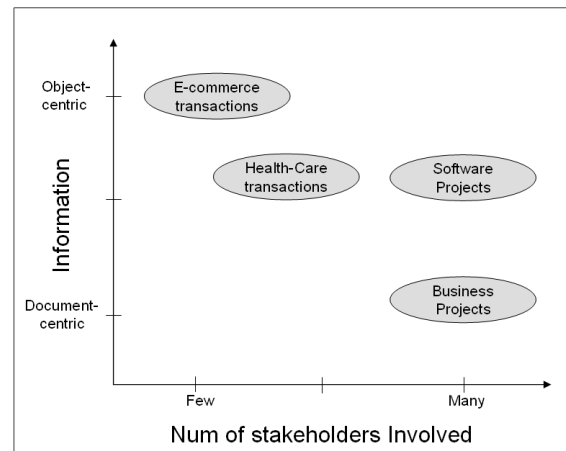 Object-
centric
E-commerce
transactions
Health-Care
transactions
Software
Projects
Information
Document-
centric
Business
Projects
Few
Many
Num of stakeholders Involved